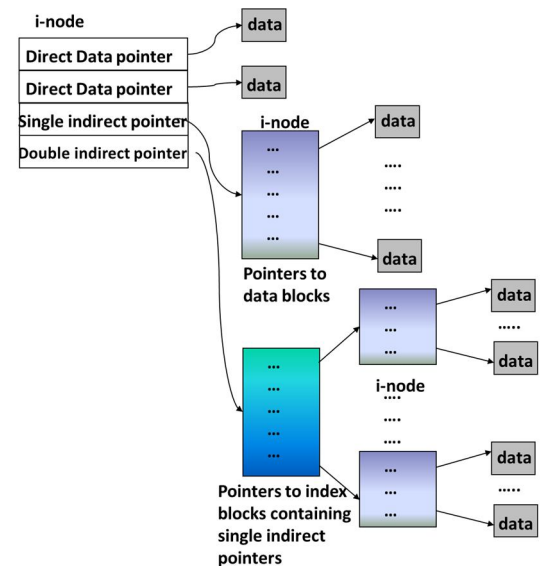 i-node
data
Direct Data pointer
Direct Data pointer
data
Single indirect pointer
Double indirect pointer
i-node
data
...
...
...
...
...
....
....
....
data
Pointers to
data blocks
data
...
...
...
.....
data
i-node
....
....
....
...
...
...
...
...
Pointers to index
blocks containing
single indirect
pointers
data
...
...
...
.....
data